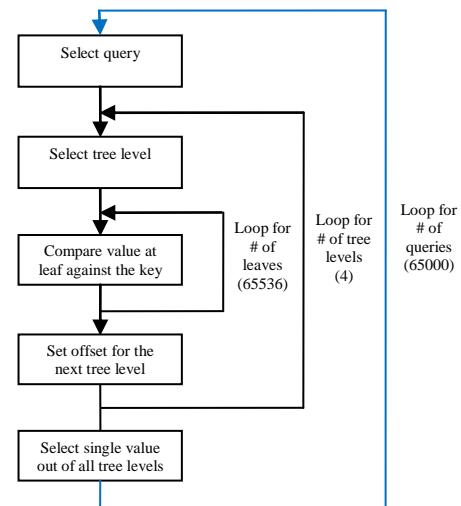 Select query
Select tree level
Compare value at
leaf against the key
Set offset for the
next tree level
Select single value
out of all tree levels
Loop for
# of
leaves
(65536)
Loop for
# of tree
levels
(4)
Loop for
# of
queries
(65000)